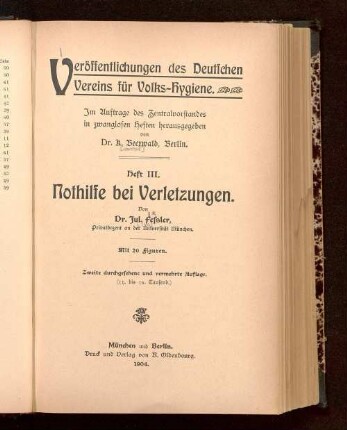 Veröffentlichungen des Deutschen
Vereins für Volks-Hygiene.
Im Auftrage des Zentralvorstandes
in zwanglosen Heften herausgegeben
von
Dr. K. Beerwald, Berlin.
Heft III.
Nothilfe bei Verletzungen.
Von
Dr. Jul. Feßler,
Privatdozent an der Universität München.
Mit 20 Figuren.
Zweite durchgesehene und vermehrte Auflage.
Tausend.)
München und Berlin.
Druck und Verlag von R. Oldenbourg.
1904.